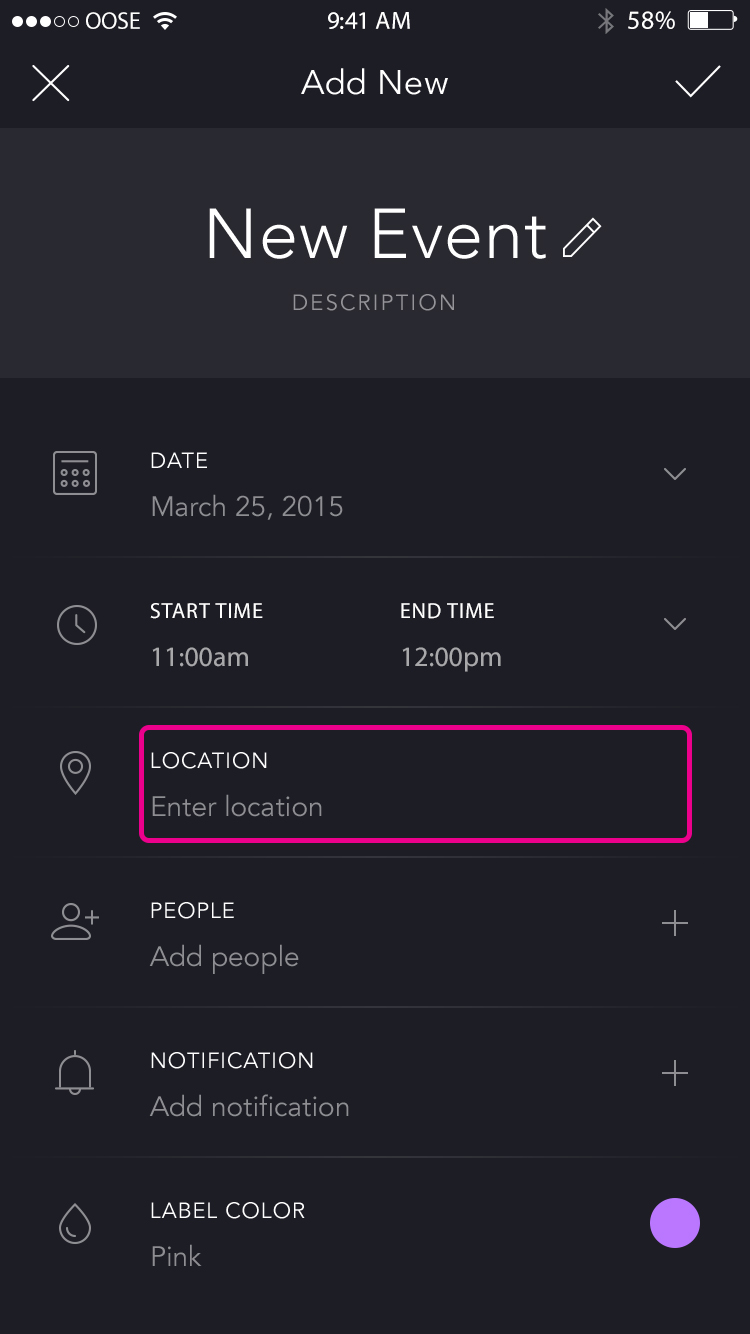 OOSE 9:41 AM 58%
Add New
New Event
DESCRIPTION
DATE
March 25, 2015
START TIME END TIME
11:00am 12:00pm
LOCATION
Enter location
PEOPLE
Add people
NOTIFICATION
Add notification
LABEL COLOR
Pink